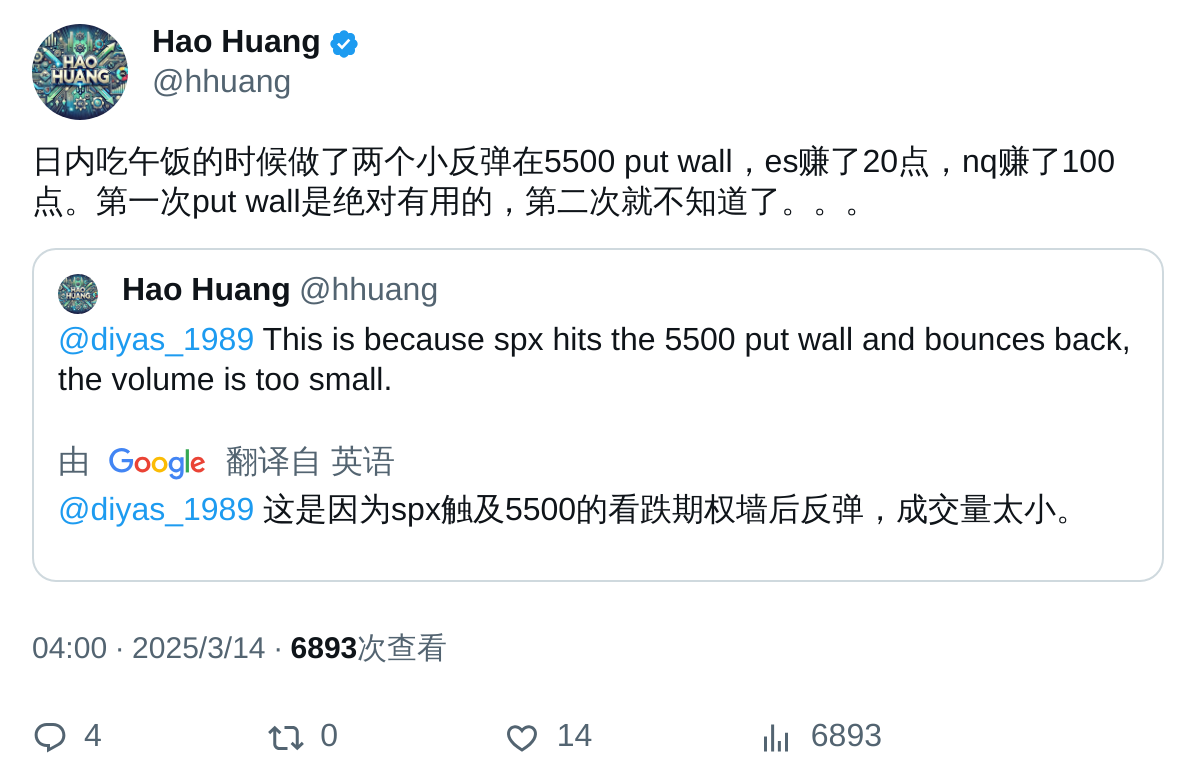 HAO
HUANG
Hao Huang
@hhuang
日内吃午饭的时候做了两个小反弹在5500 put wall，es赚了20点，nq赚了100
点。第一次put wall是绝对有用的，第二次就不知道了。。。
HAO
HUANG
Hao Huang @hhuang
@diyas_1989 This is because spx hits the 5500 put wall and bounces back,
the volume is too small.
由 Google 翻译自 英语
@diyas_1989 这是因为spx触及5500的看跌期权墙后反弹，成交量太小。
04:00 · 2025/3/14 · 6893次查看
4 0 14 6893